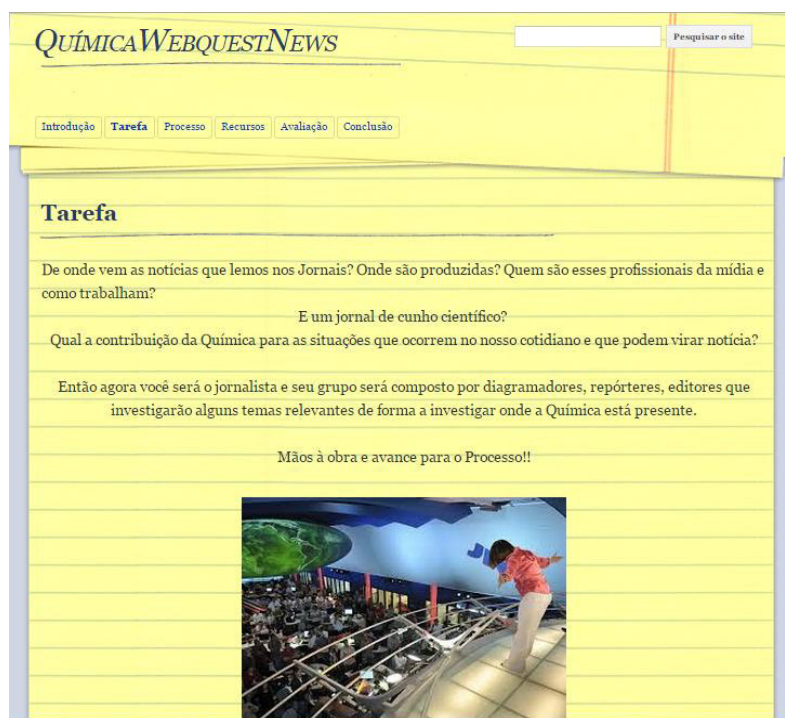 QuímicaWebquestNews
Pesquisar o site
Introdução Tarefa Processo Recursos Avaliação Conclusão
Tarefa
De onde vem as notícias que lemos nos Jornais? Onde são produzidas? Quem são esses profissionais da mídia e
como trabalham?
E um jornal de cunho científico?
Qual a contribuição da Química para as situações que ocorrem no nosso cotidiano e que podem virar notícia?
Então agora você será o jornalista e seu grupo será composto por diagramadores, repórteres, editores que
investigarão alguns temas relevantes de forma a investigar onde a Química está presente.
Mãos à obra e avance para o Processo!!